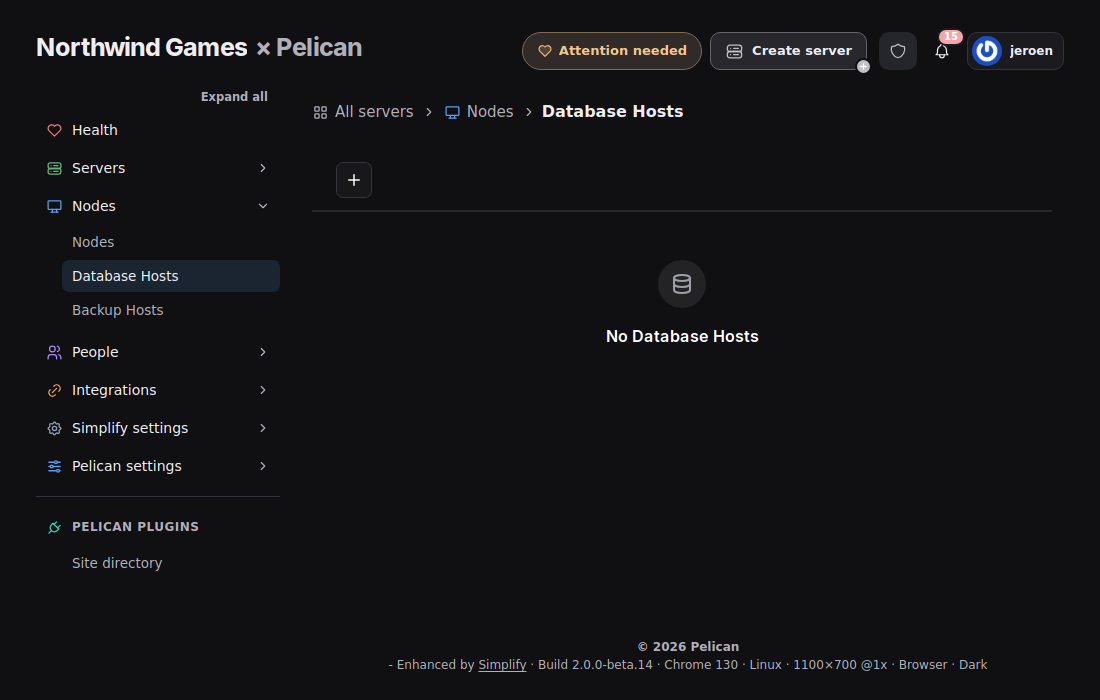 Northwind Games × Pelican
Attention needed
Create server
15
jeroen
Expand all
Health
Servers
Nodes
Nodes
Database Hosts
Backup Hosts
People
Integrations
Simplify settings
Pelican settings
PELICAN PLUGINS
Site directory
All servers > Nodes > Database Hosts
No Database Hosts
© 2026 Pelican
- Enhanced by Simplify · Build 2.0.0-beta.14 · Chrome 130 · Linux · 1100×700 @1x · Browser · Dark